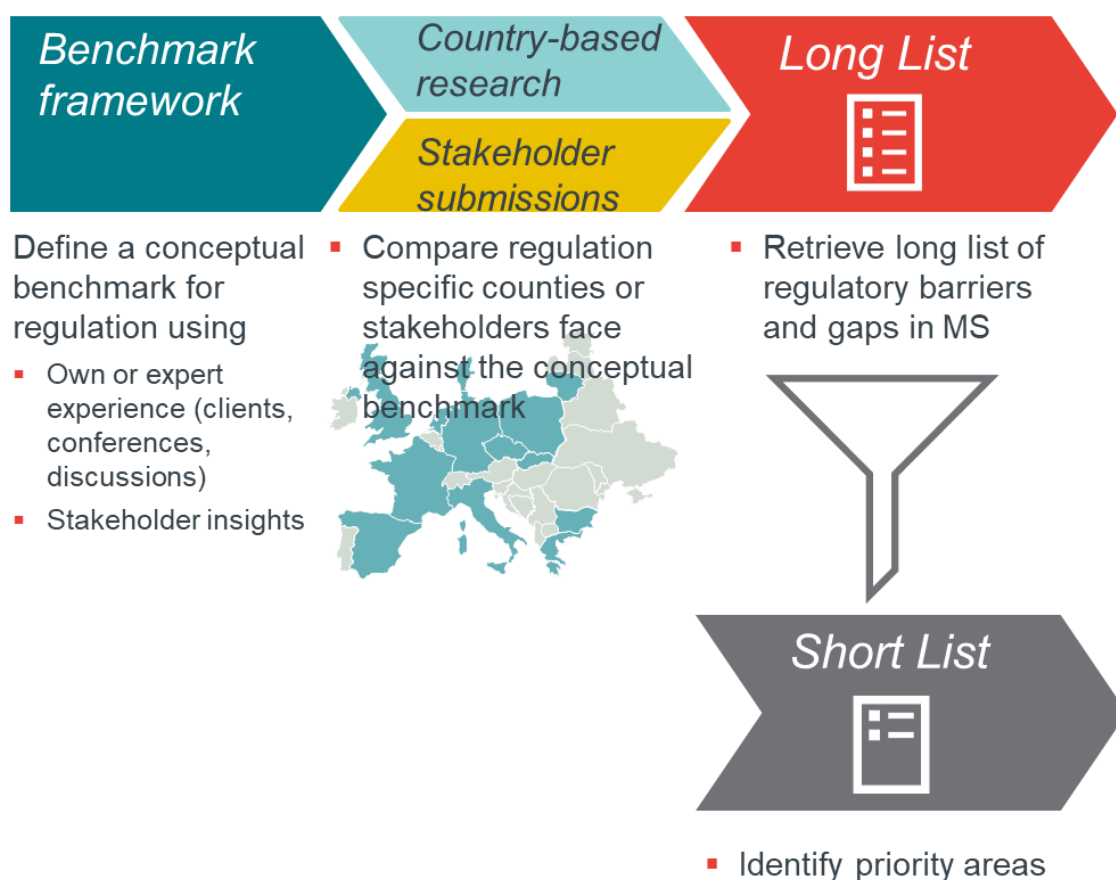 Benchmark
framework
Country-based
research
Stakeholder
submissions
Long List
Define a conceptual
benchmark for
regulation using
▪ Own or expert
experience (clients,
conferences,
discussions)
▪ Stakeholder insights
▪ Compare regulation
specific counties or
stakeholders face
against the conceptual
benchmark
▪ Retrieve long list of
regulatory barriers
and gaps in MS
Short List
▪ Identify priority areas